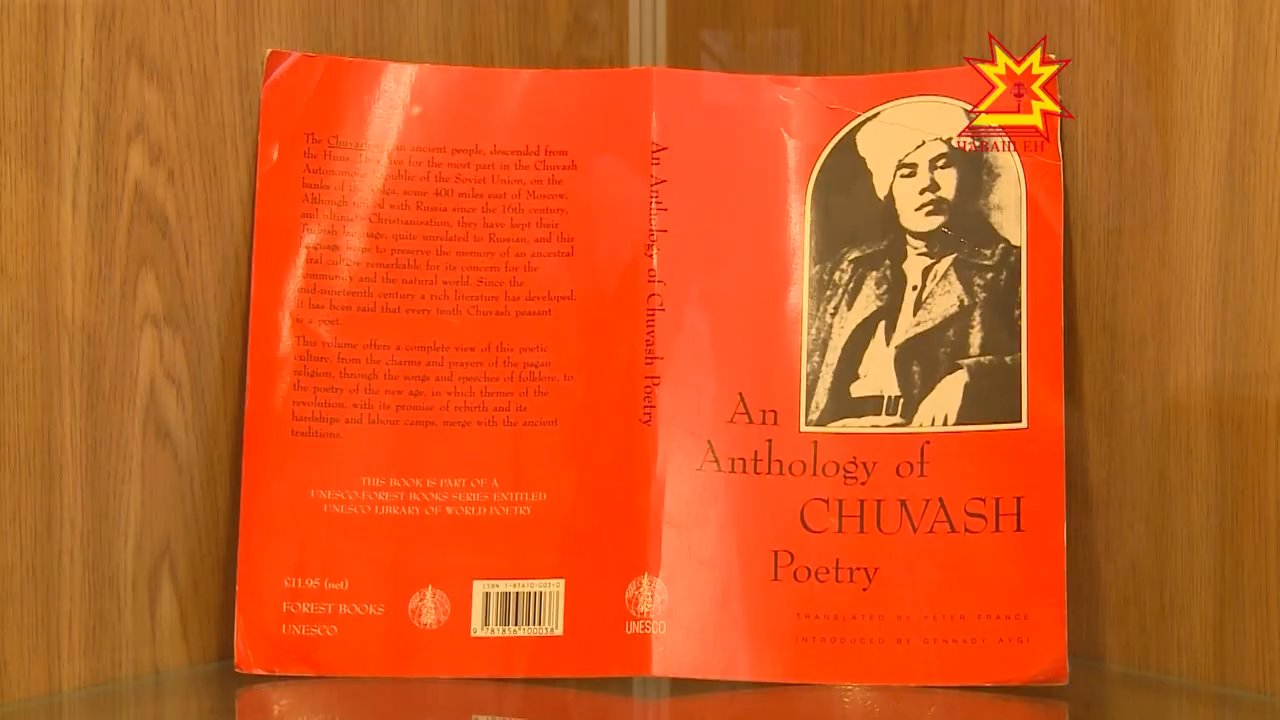 The Chuvash an ancient people, descended from
the Huns. live for the most part in the Chuvash
Autonomous Republic of the Soviet Union, on the
banks of the Volga, some 400 miles east of Moscow.
Although with Russia since the 16th century,
and ultimate Christianisation, they have kept their
Turkish language, quite unrelated to Russian, and this
language helps to preserve the memory of an ancestral
culture remarkable for its concern for the
community and the natural world. Since the
mid-nineteenth century a rich literature has developed;
it has been said that every tenth Chuvash peasant
is a poet.
This volume offers a complete view of this poetic
culture, from the charms and prayers of the pagan
religion, through the songs and speeches of folklore, to
the poetry of the new age, in which themes of the
revolution, with its promise of rebirth and its
hardships and labour camps, merge with the ancient
traditions.
THIS BOOK IS PART OF A
UNESCO-FOREST BOOKS SERIES ENTITLED
UNESCO LIBRARY OF WORLD POETRY
£11.95 (net)
FOREST BOOKS
UNESCO
ISBN 1-85610-003-0
9 781856 100038
An Anthology of Chuvash Poetry
UNESCO
ЧӐВАШ ЕН
An
Anthology of
CHUVASH
Poetry
TRANSLATED BY PETER FRANCE
INTRODUCED BY GENNADY AYGI